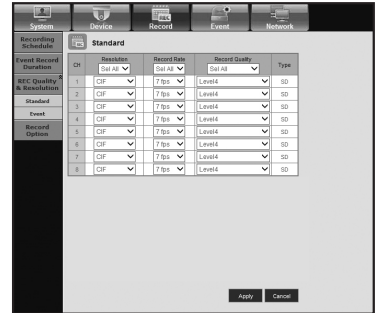 System Device Record Event Network
Recording
Schedule
Event Record
Duration
REC Quality
& Resolution
Standard
Event
Record
Option
REC Standard
CH Resolution Record Rate Record Quality Type
Sel All Sel All Sel All
1 CIF 7 fps Level4 SD
2 CIF 7 fps Level4 SD
3 CIF 7 fps Level4 SD
4 CIF 7 fps Level4 SD
5 CIF 7 fps Level4 SD
6 CIF 7 fps Level4 SD
7 CIF 7 fps Level4 SD
8 CIF 7 fps Level4 SD
Apply Cancel